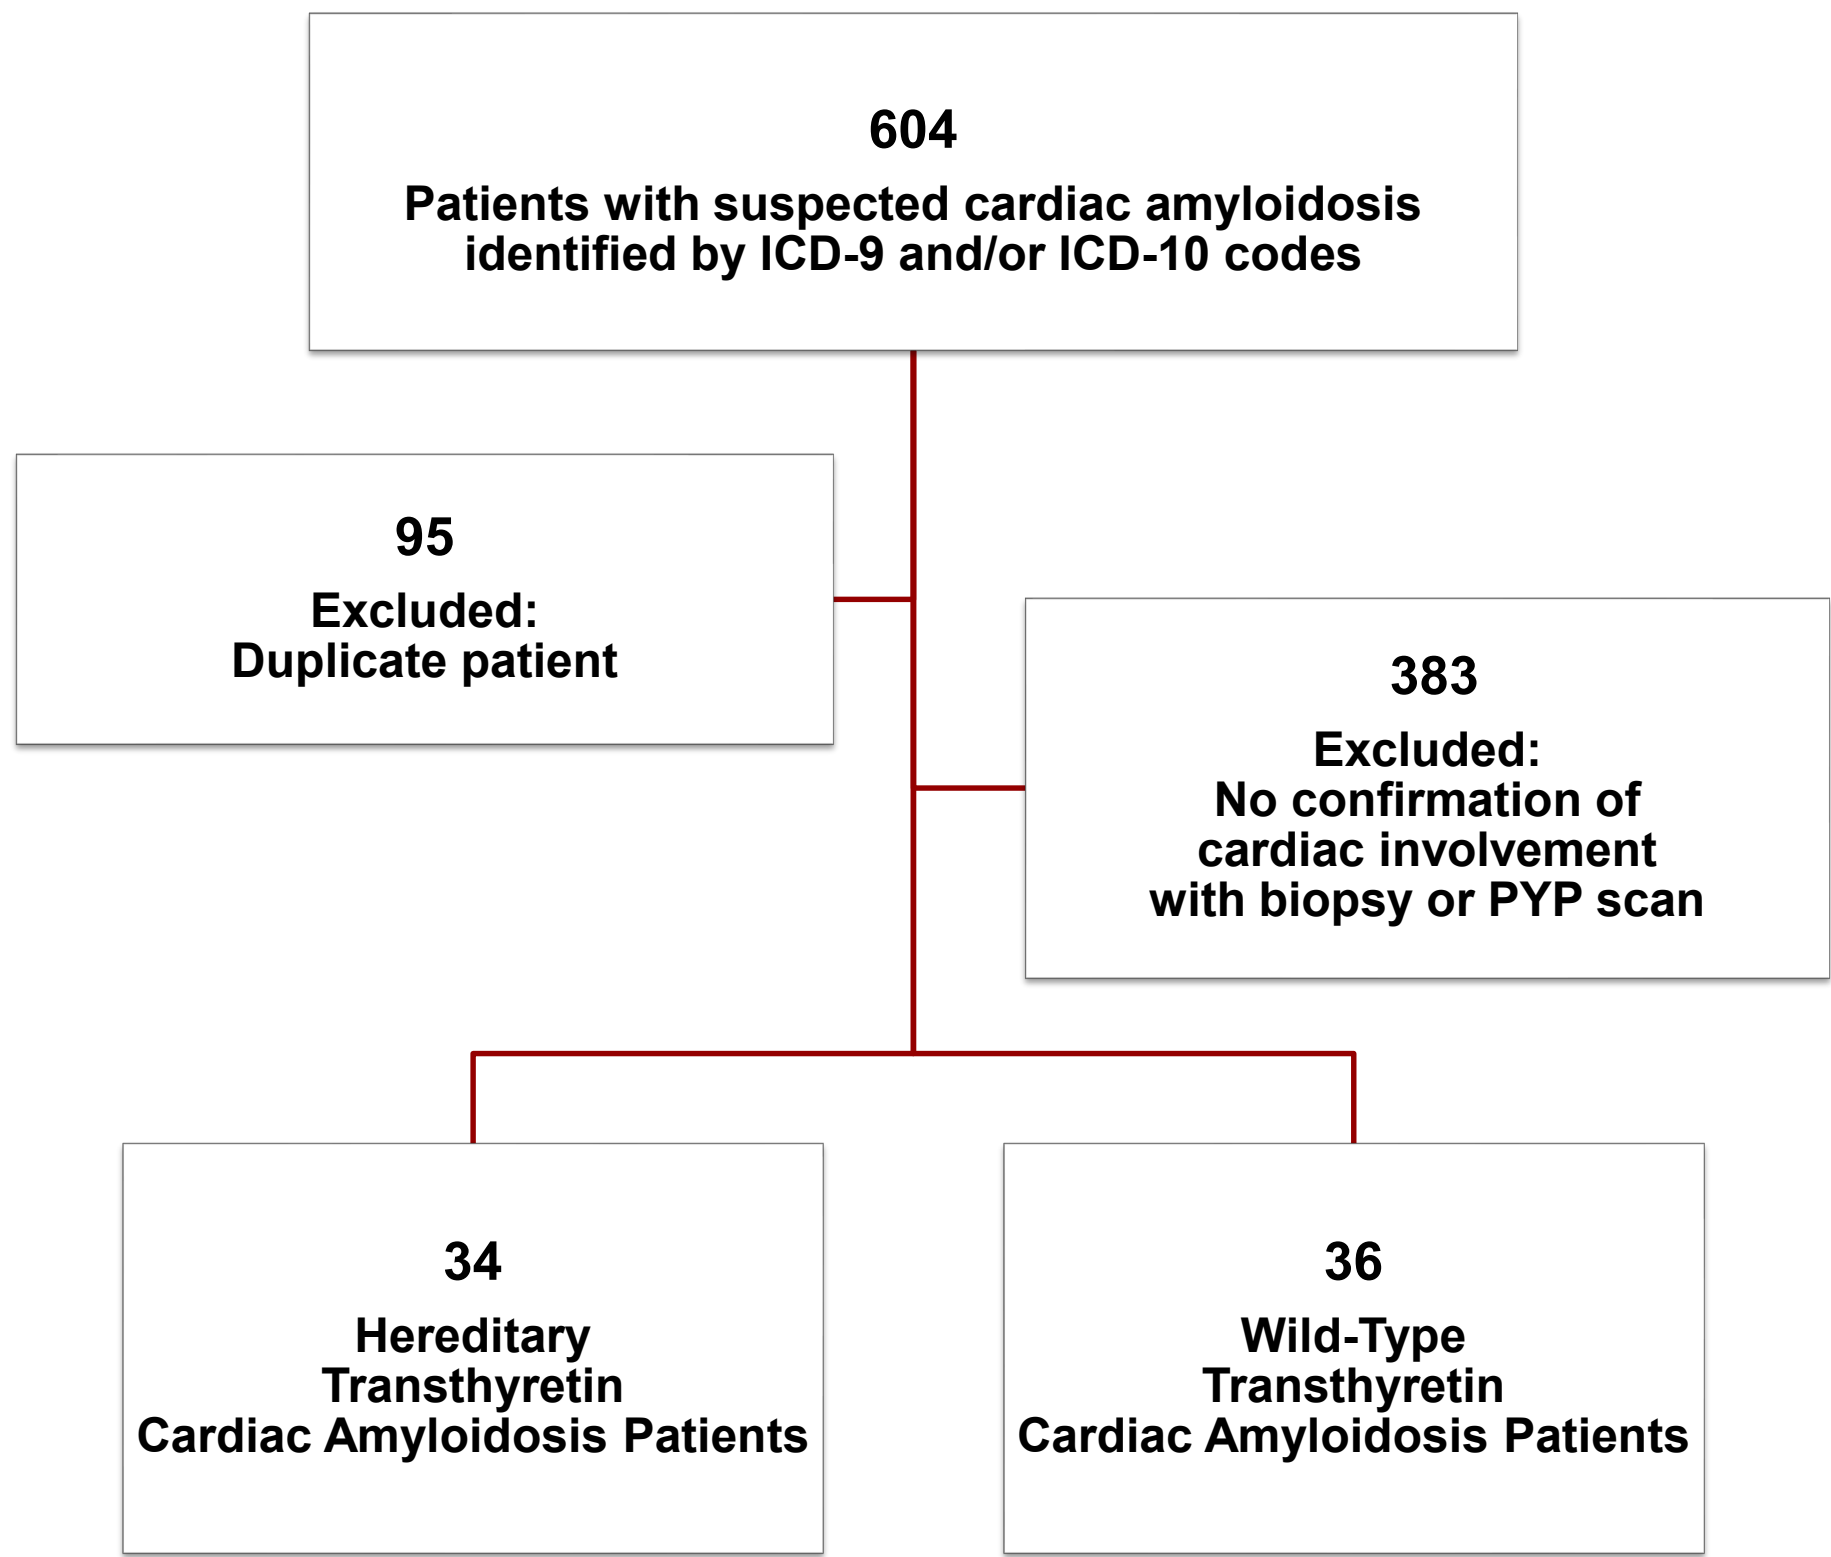 604
Patients with suspected cardiac amyloidosis
identified by ICD-9 and/or ICD-10 codes
95
Excluded:
Duplicate patient
383
Excluded:
No confirmation of
cardiac involvement
with biopsy or PYP scan
34
Hereditary
Transthyretin
Cardiac Amyloidosis Patients
36
Wild-Type
Transthyretin
Cardiac Amyloidosis Patients